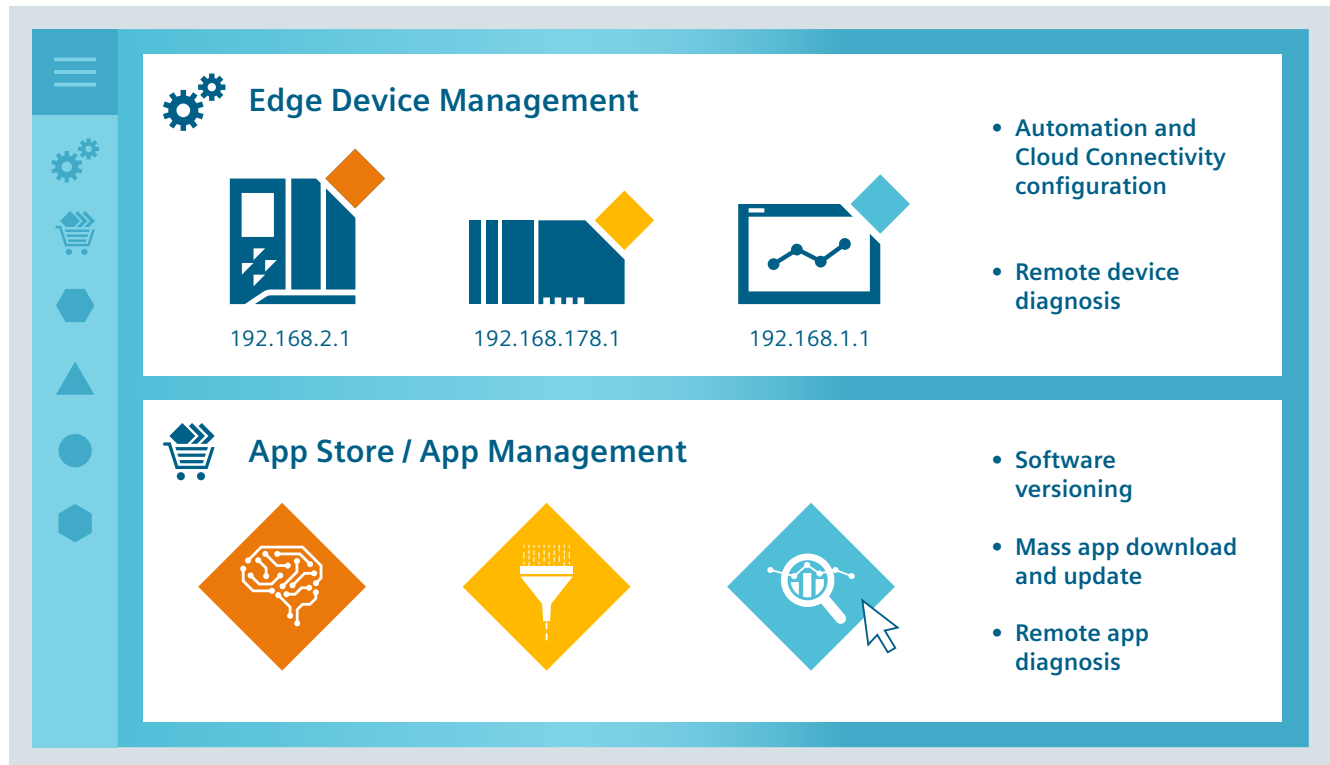 Edge Device Management
192.168.2.1
192.168.178.1
192.168.1.1
• Automation and
Cloud Connectivity
configuration
• Remote device
diagnosis
App Store / App Management
• Software
versioning
• Mass app download
and update
• Remote app
diagnosis